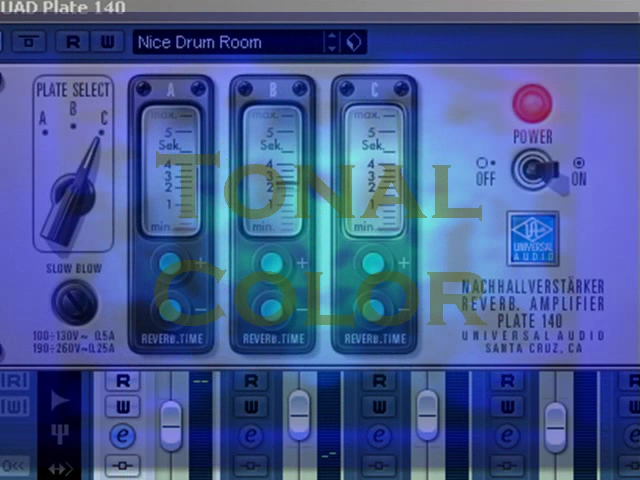 UAD Plate 140
R W Nice Drum Room
PLATE SELECT
A B C
A B C
max. max. max.
5 5 5
Sek. Sek. Sek.
4 4 4
3 3 3
2 2 2
1 1 1
min. min. min.
+ + +
- - -
REVERB.TIME REVERB.TIME REVERB.TIME
SLOW BLOW
100÷130V~ 0,5A
190÷260V~ 0,25A
POWER
OFF ON
UA
UNIVERSAL
AUDIO
NACHHALLVERSTÄRKER
REVERB. AMPLIFIER
PLATE 140
UNIVERSAL AUDIO
SANTA CRUZ, CA
TONAL
COLOR
R R R R R
W W W W W
e e e e